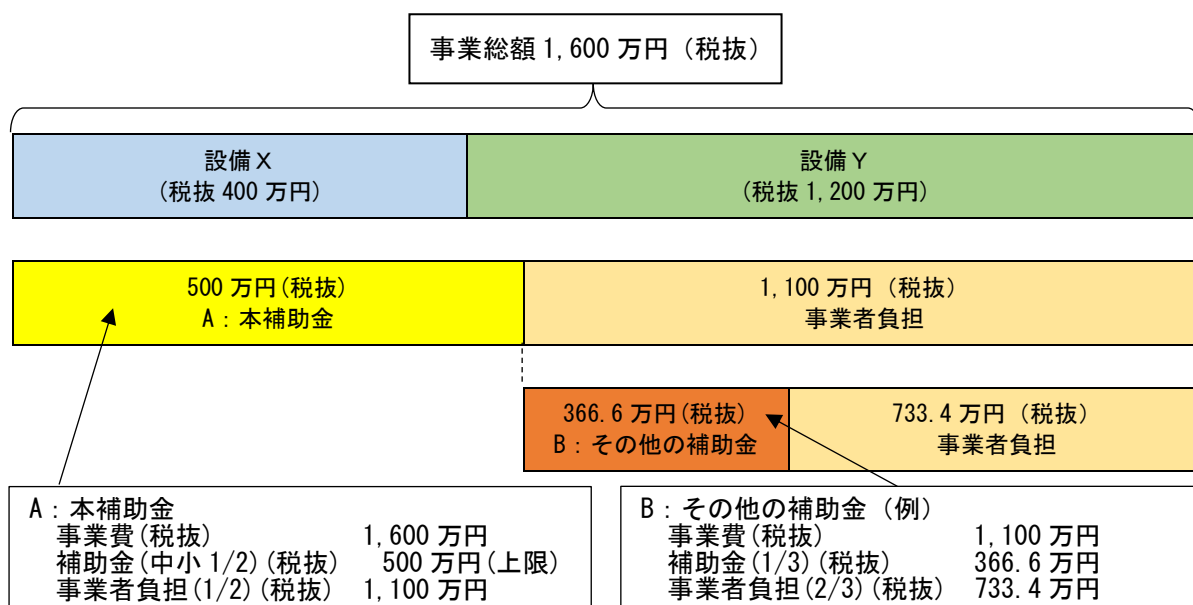 事業総額 1,600 万円（税抜）
設備X
(税抜 400 万円)
設備Y
(税抜 1,200 万円)
500 万円(税抜)
A：本補助金
1,100 万円（税抜）
事業者負担
366.6 万円(税抜)
B：その他の補助金
733.4 万円（税抜）
事業者負担
A：本補助金
事業費(税抜) 1,600 万円
補助金(中小 1/2)(税抜) 500 万円(上限)
事業者負担(1/2)(税抜) 1,100 万円
B：その他の補助金（例）
事業費(税抜) 1,100 万円
補助金(1/3)(税抜) 366.6 万円
事業者負担(2/3)(税抜) 733.4 万円